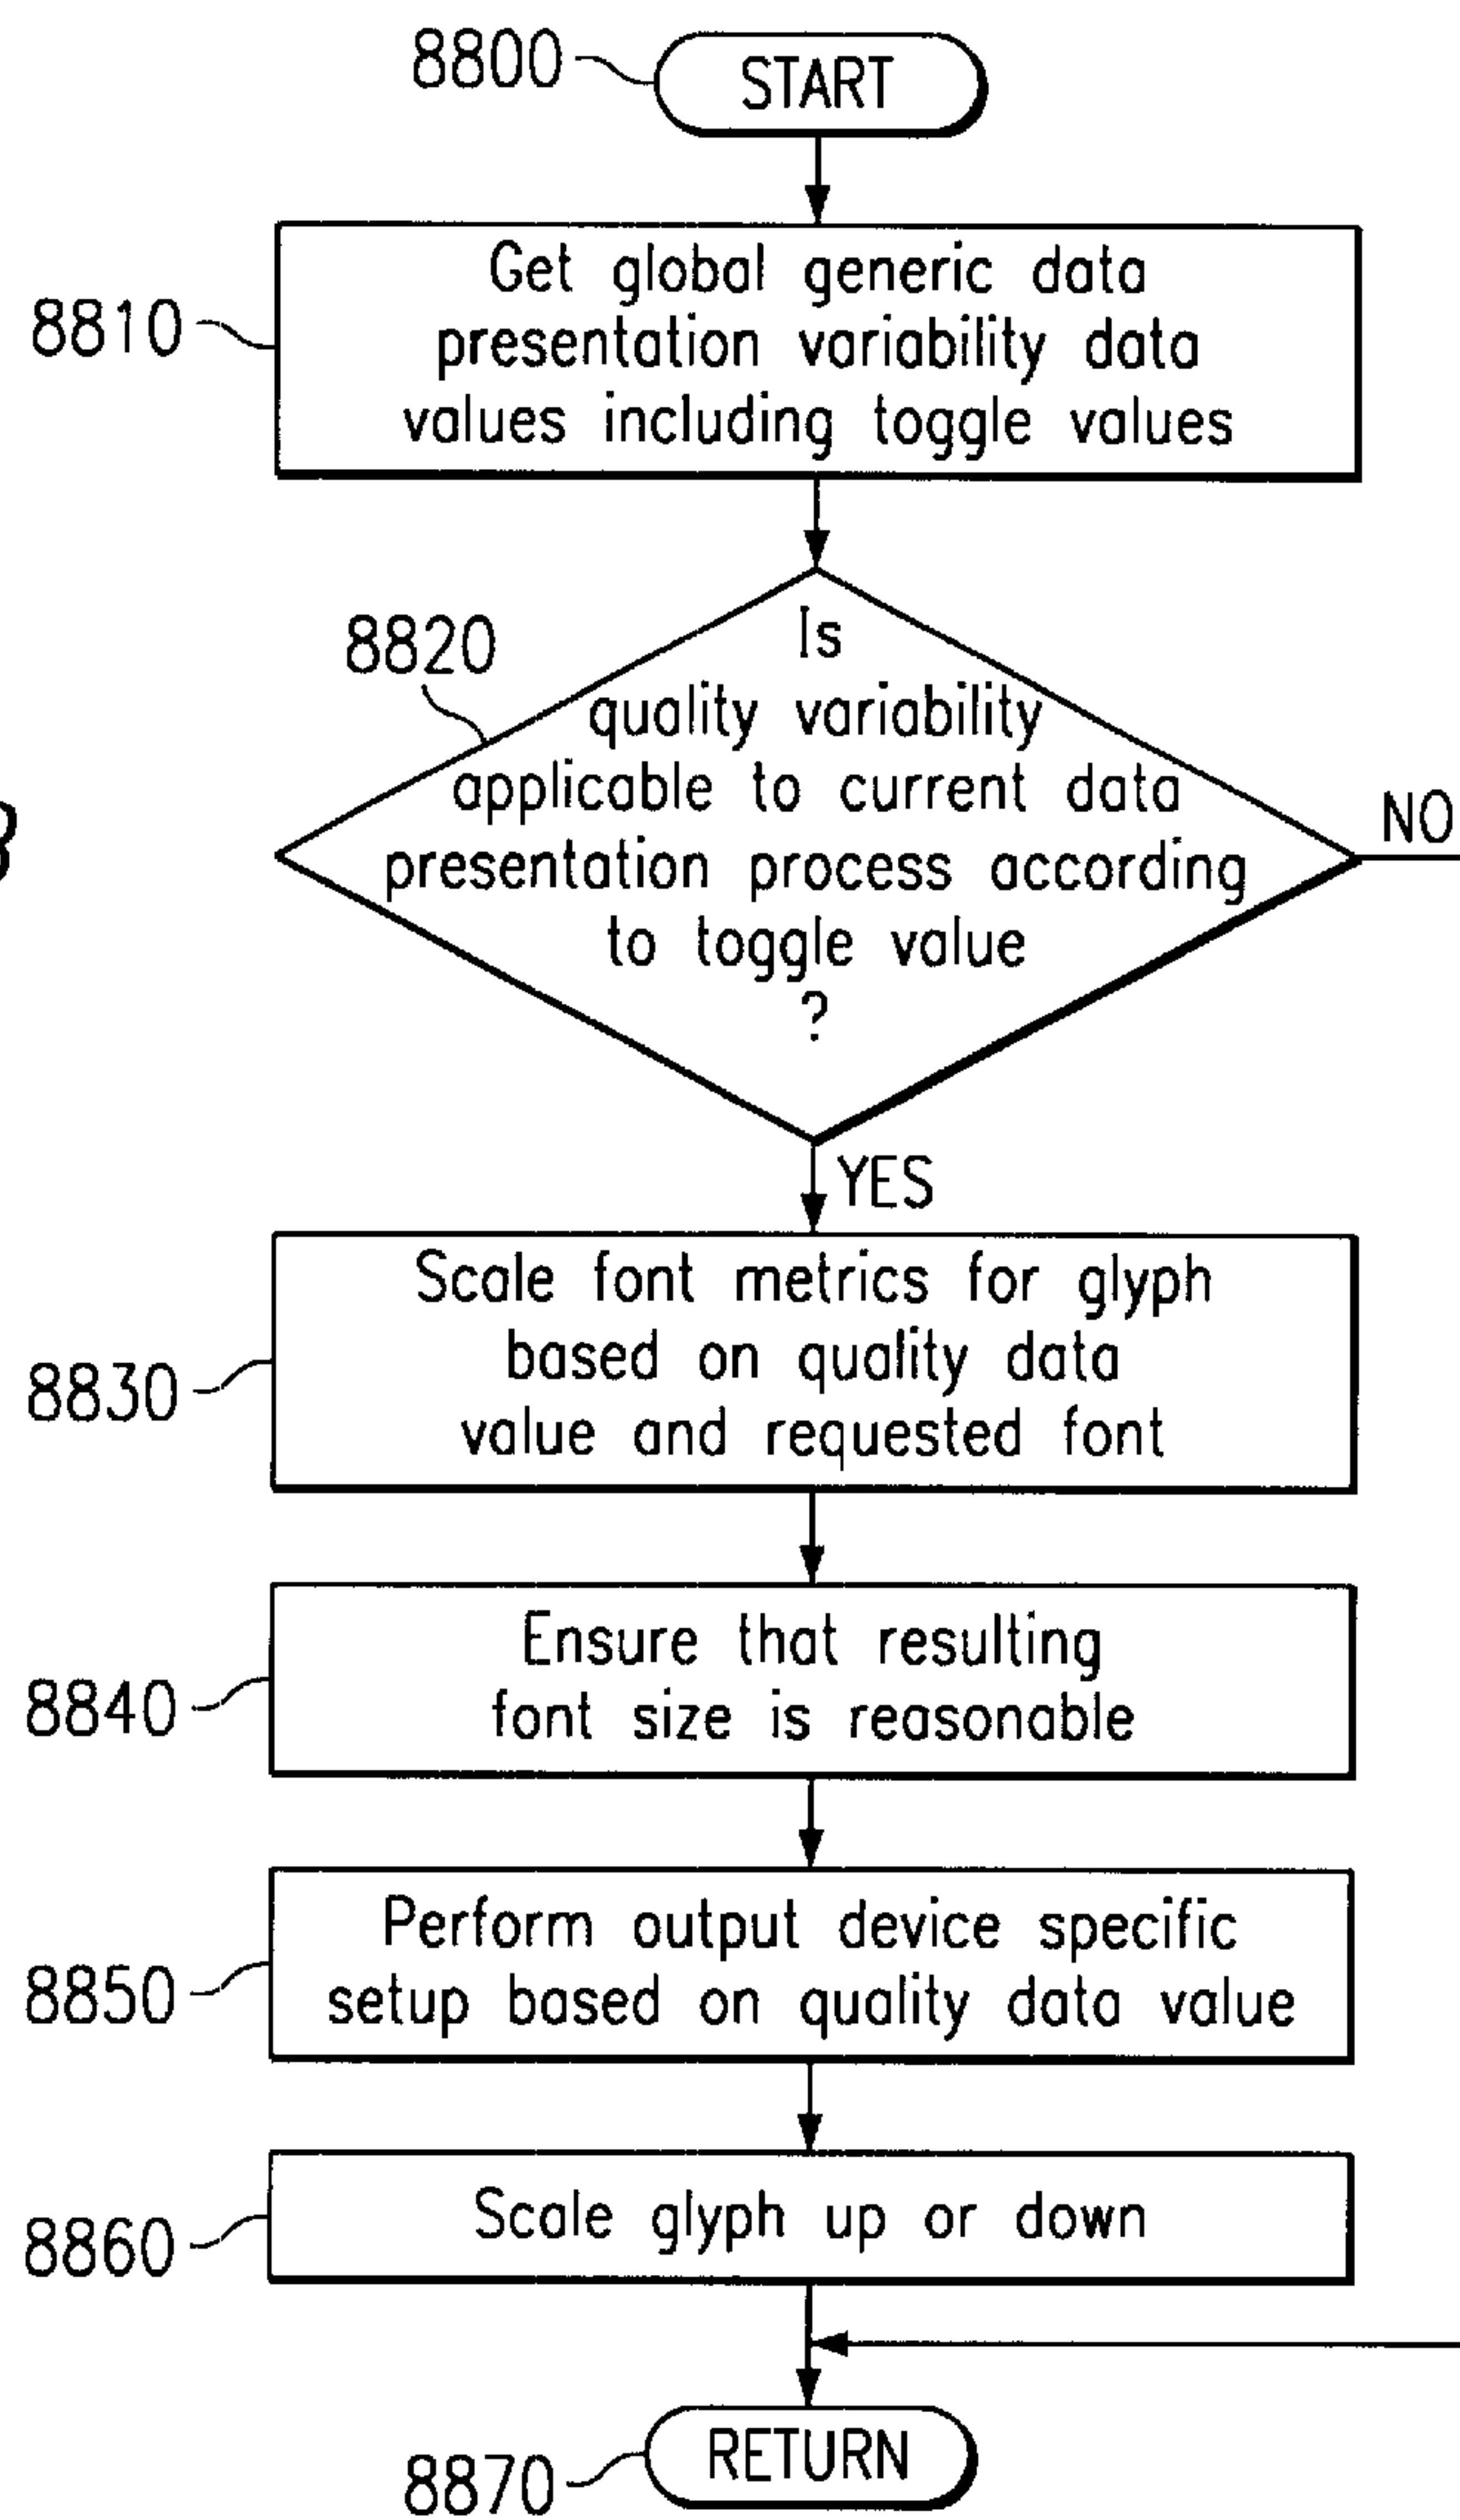 8800
START
8810
Get global generic data
presentation variability data
values including toggle values
8820
Is
quality variability
applicable to current data
presentation process according
to toggle value
?
NO
YES
8830
Scale font metrics for glyph
based on quality data
value and requested font
8840
Ensure that resulting
font size is reasonable
8850
Perform output device specific
setup based on quality data value
8860
Scale glyph up or down
8870
RETURN